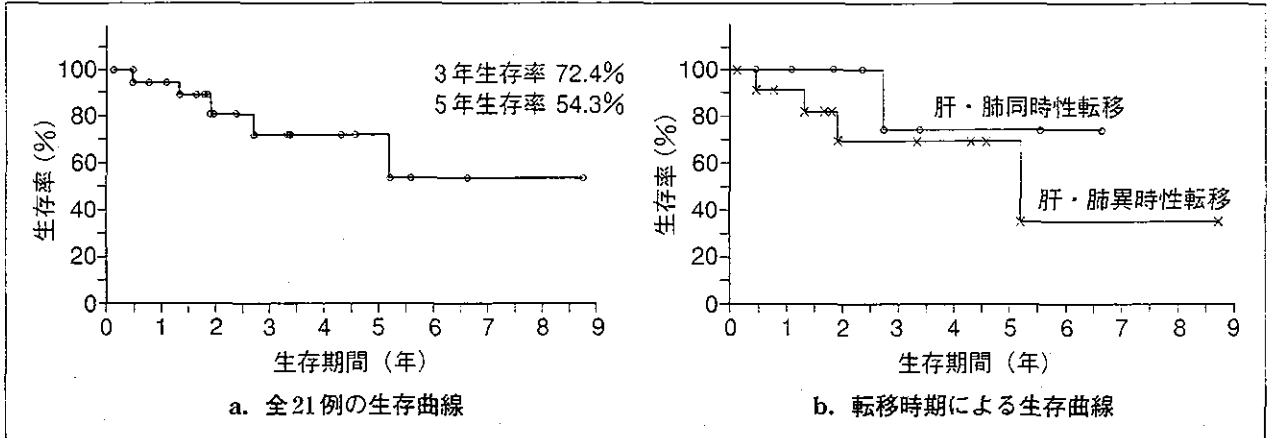 3年生存率 72.4%
5年生存率 54.3%
生存率 (%)
100
80
60
40
20
0
0 1 2 3 4 5 6 7 8 9
生存期間 (年)
a. 全21例の生存曲線
肝・肺同時性転移
肝・肺異時性転移
生存率 (%)
100
80
60
40
20
0
0 1 2 3 4 5 6 7 8 9
生存期間 (年)
b. 転移時期による生存曲線